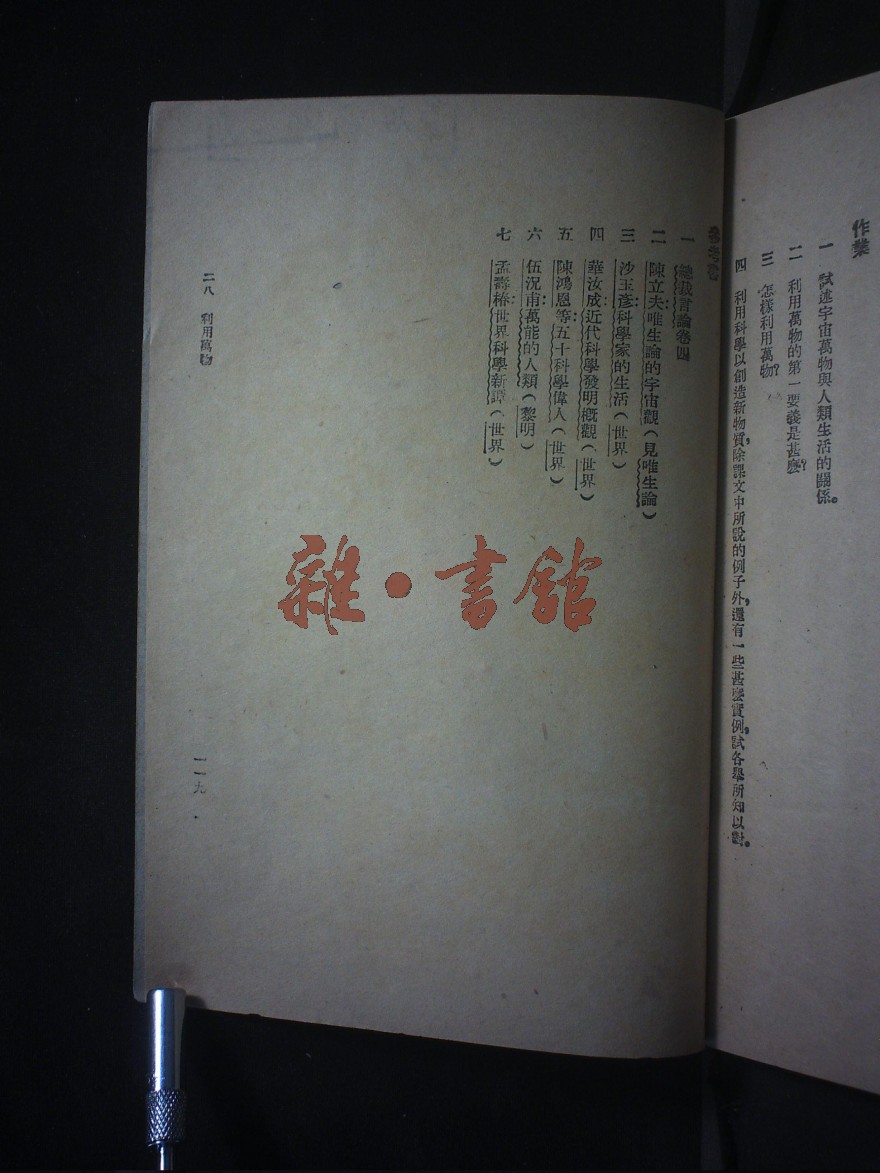 作業
一　試述宇宙萬物與人類生活的關係。
二　利用萬物的第一要義是甚麽？
三　怎樣利用萬物？
四　利用科學以創造新物質，除課文中所說的例子外，還有一些甚麽實例，試各舉所知以對。
參考書
一　總裁言論卷四
二　陳立夫：唯生論的宇宙觀（見唯生論）
三　沙玉彥：科學家的生活（世界）
四　華汝成：近代科學發明概觀（世界）
五　陳鴻恩等：五十科學偉人（世界）
六　伍況甫：萬能的人類（黎明）
七　孟壽椿：世界科學新譚（世界）
二八　利用萬物
一一九
雜・書館